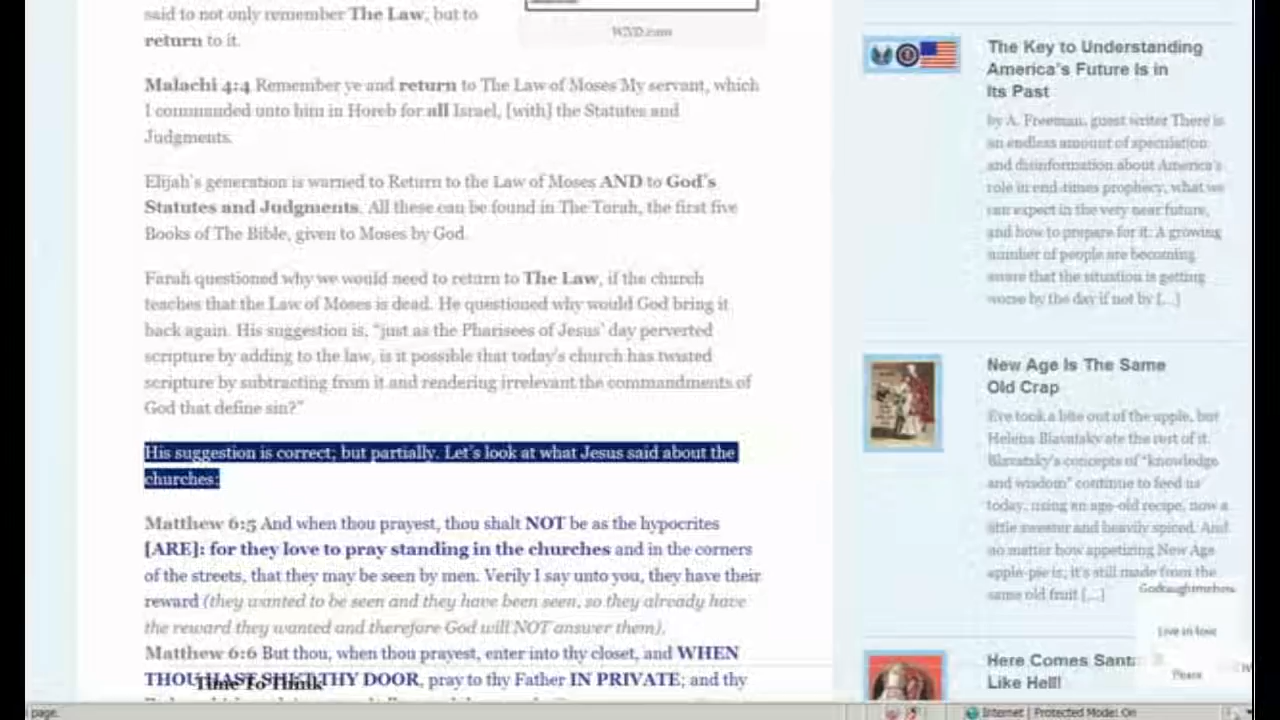 said to not only remember The Law, but to
return to it.
WND.com
Malachi 4:4 Remember ye and return to The Law of Moses My servant, which
I commanded unto him in Horeb for all Israel, [with] the Statutes and
Judgments.
Elijah's generation is warned to Return to the Law of Moses AND to God's
Statutes and Judgments. All these can be found in The Torah, the first five
Books of The Bible, given to Moses by God.
Farah questioned why we would need to return to The Law, if the church
teaches that the Law of Moses is dead. He questioned why would God bring it
back again. His suggestion is, "just as the Pharisees of Jesus' day perverted
scripture by adding to the law, is it possible that today's church has twisted
scripture by subtracting from it and rendering irrelevant the commandments of
God that define sin?"
His suggestion is correct; but partially. Let's look at what Jesus said about the
churches:
Matthew 6:5 And when thou prayest, thou shalt NOT be as the hypocrites
[ARE]: for they love to pray standing in the churches and in the corners
of the streets, that they may be seen by men. Verily I say unto you, they have their
reward (they wanted to be seen and they have been seen, so they already have
the reward they wanted and therefore God will NOT answer them).
Matthew 6:6 But thou, when thou prayest, enter into thy closet, and WHEN
THOU HAST SHUT THY DOOR, pray to thy Father IN PRIVATE; and thy
Time To Think
The Key to Understanding
America's Future Is in
Its Past
by A. Freeman, guest writer There is
an endless amount of speculation
and disinformation about America's
role in end-times prophecy, what we
can expect in the very near future,
and how to prepare for it. A growing
number of people are becoming
aware that the situation is getting
worse by the day if not by [...]
New Age Is The Same
Old Crap
Eve took a bite out of the apple, but
Helena Blavatsky ate the rest of it.
Blavatsky's concepts of "knowledge
and wisdom" continue to feed us
today, using an age-old recipe, now a
little sweeter and heavily spiced. And
no matter how appetizing New Age
apple-pie is; it's still made from the
same old fruit [...]
Live in love
Here Comes Santa
Peace
Like Hell!
page.
Internet | Protected Mode: On